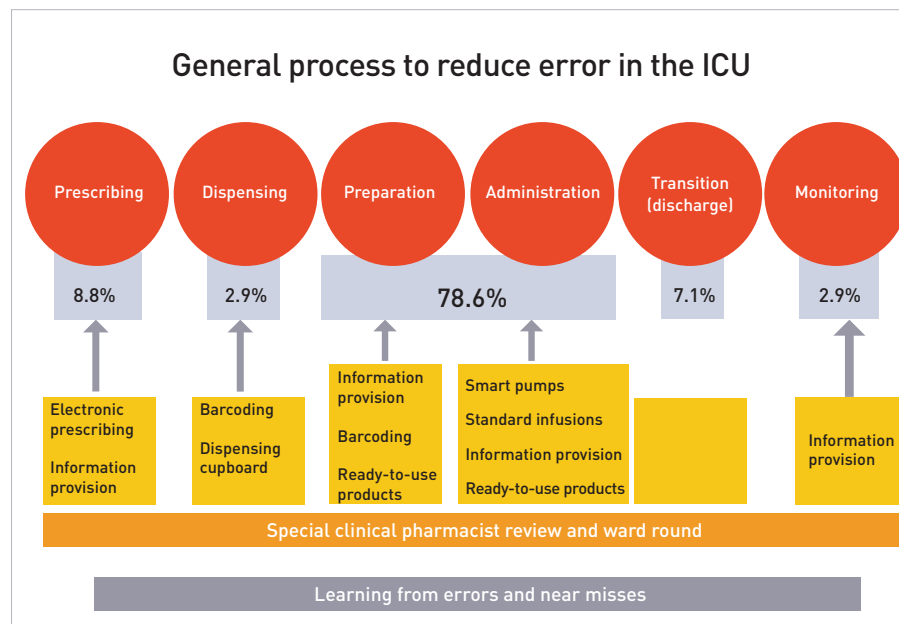 General process to reduce error in the ICU
Prescribing
Dispensing
Preparation
Administration
Transition
(discharge)
Monitoring
8.8%
2.9%
78.6%
7.1%
2.9%
Electronic
prescribing
Information
provision
Barcoding
Dispensing
cupboard
Information
provision
Barcoding
Ready-to-use
products
Smart pumps
Standard infusions
Information provision
Ready-to-use products
Information
provision
Special clinical pharmacist review and ward round
Learning from errors and near misses